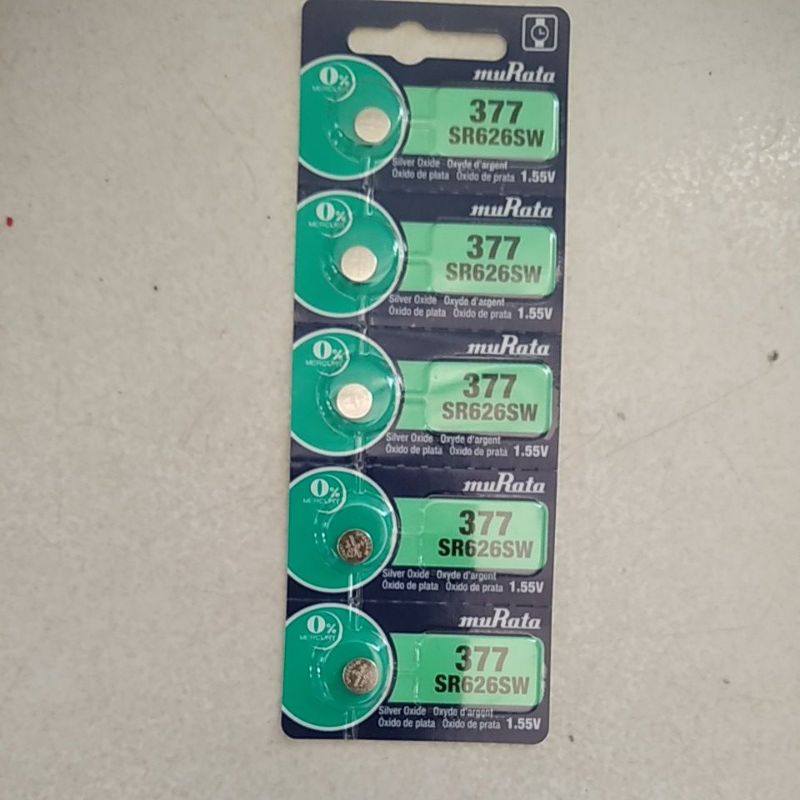 muRata
0%
MERCURY
377
SR626SW
Silver Oxide Oxyde d'argent
Óxido de plata Óxido de prata 1.55V
muRata
0%
MERCURY
377
SR626SW
Silver Oxide Oxyde d'argent
Óxido de plata Óxido de prata 1.55V
muRata
0%
MERCURY
377
SR626SW
Silver Oxide Oxyde d'argent
Óxido de plata Óxido de prata 1.55V
muRata
0%
MERCURY
377
SR626SW
Silver Oxide Oxyde d'argent
Óxido de plata Óxido de prata 1.55V
muRata
0%
MERCURY
377
SR626SW
Silver Oxide Oxyde d'argent
Óxido de plata Óxido de prata 1.55V